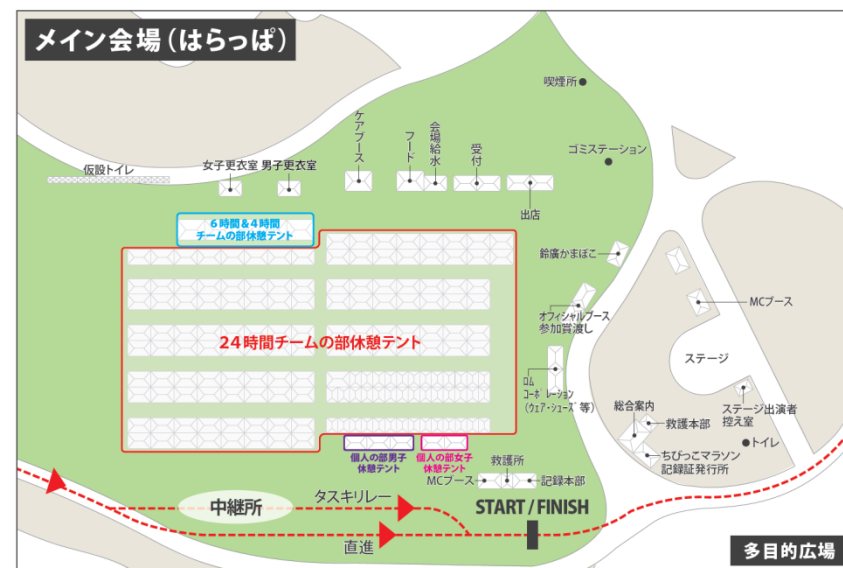 メイン会場（はらっぱ）
喫煙所
ゴミステーション
仮設トイレ
女子更衣室
男子更衣室
ケアブース
フード
会場給水
受付
出店
6時間&4時間
チームの部休憩テント
24時間チームの部休憩テント
鈴廣かまぼこ
オフィシャルブース
参加賞渡し
ロム
コーポレーション
（ウェア・シューズ等）
MCブース
ステージ
ステージ出演者
控え室
総合案内
救護本部
トイレ
ちびっこマラソン
記録証発行所
個人の部男子
休憩テント
個人の部女子
休憩テント
救護所
MCブース
記録本部
中継所
タスキリレー
START / FINISH
直進
多目的広場